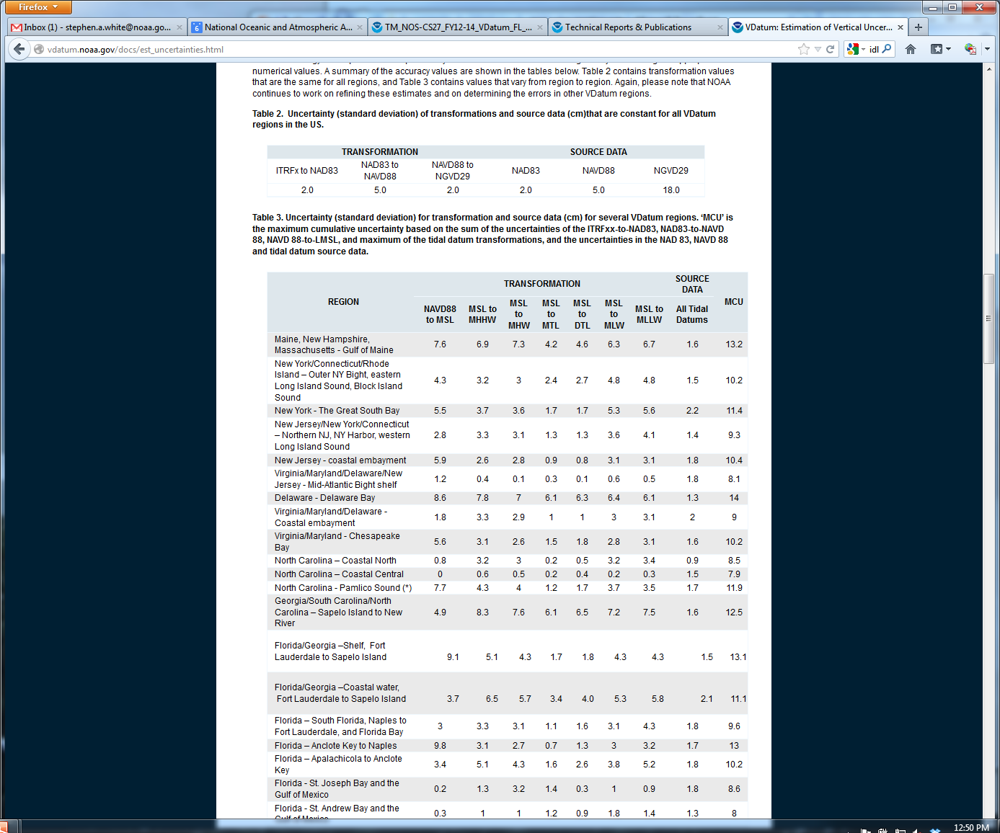 Firefox
Inbox (1) - stephen.a.white@noaa.go...
National Oceanic and Atmospheric A...
TM_NOS-CS27_FY12-14_VDatum_FL_...
Technical Reports & Publications
VDatum: Estimation of Vertical Uncer...
vdatum.noaa.gov/docs/est_uncertainties.html
idl
numerical values. A summary of the accuracy values are shown in the tables below. Table 2 contains transformation values
that are the same for all regions, and Table 3 contains values that vary from region to region. Again, please note that NOAA
continues to work on refining these estimates and on determining the errors in other VDatum regions.
Table 2. Uncertainty (standard deviation) of transformations and source data (cm)that are constant for all VDatum
regions in the US.
TRANSFORMATION SOURCE DATA
ITRFx to NAD83 NAD83 to NAVD88 NAVD88 to NGVD29 NAD83 NAVD88 NGVD29
2.0 5.0 2.0 2.0 5.0 18.0
Table 3. Uncertainty (standard deviation) for transformation and source data (cm) for several VDatum regions. ‘MCU’ is
the maximum cumulative uncertainty based on the sum of the uncertainties of the ITRFxx-to-NAD83, NAD83-to-NAVD
88, NAVD 88-to-LMSL, and maximum of the tidal datum transformations, and the uncertainties in the NAD 83, NAVD 88
and tidal datum source data.
REGION TRANSFORMATION SOURCE DATA MCU
NAVD88 to MSL MSL to MHHW MSL to MHW MSL to MTL MSL to DTL MSL to MLW MSL to MLLW All Tidal Datums
Maine, New Hampshire,
Massachusetts - Gulf of Maine 7.6 6.9 7.3 4.2 4.6 6.3 6.7 1.6 13.2
New York/Connecticut/Rhode
Island – Outer NY Bight, eastern
Long Island Sound, Block Island
Sound 4.3 3.2 3 2.4 2.7 4.8 4.8 1.5 10.2
New York - The Great South Bay 5.5 3.7 3.6 1.7 1.7 5.3 5.6 2.2 11.4
New Jersey/New York/Connecticut
– Northern NJ, NY Harbor, western
Long Island Sound 2.8 3.3 3.1 1.3 1.3 3.6 4.1 1.4 9.3
New Jersey - coastal embayment 5.9 2.6 2.8 0.9 0.8 3.1 3.1 1.8 10.4
Virginia/Maryland/Delaware/New
Jersey - Mid-Atlantic Bight shelf 1.2 0.4 0.1 0.3 0.1 0.6 0.5 1.8 8.1
Delaware - Delaware Bay 8.6 7.8 7 6.1 6.3 6.4 6.1 1.3 14
Virginia/Maryland/Delaware -
Coastal embayment 1.8 3.3 2.9 1 1 3 3.1 2 9
Virginia/Maryland - Chesapeake
Bay 5.6 3.1 2.6 1.5 1.8 2.8 3.1 1.6 10.2
North Carolina – Coastal North 0.8 3.2 3 0.2 0.5 3.2 3.4 0.9 8.5
North Carolina – Coastal Central 0 0.6 0.5 0.2 0.4 0.2 0.3 1.5 7.9
North Carolina - Pamlico Sound (*) 7.7 4.3 4 1.2 1.7 3.7 3.5 1.7 11.9
Georgia/South Carolina/North
Carolina – Sapelo Island to New
River 4.9 8.3 7.6 6.1 6.5 7.2 7.5 1.6 12.5
Florida/Georgia –Shelf, Fort
Lauderdale to Sapelo Island 9.1 5.1 4.3 1.7 1.8 4.3 4.3 1.5 13.1
Florida/Georgia –Coastal water,
Fort Lauderdale to Sapelo Island 3.7 6.5 5.7 3.4 4.0 5.3 5.8 2.1 11.1
Florida – South Florida, Naples to
Fort Lauderdale, and Florida Bay 3 3.3 3.1 1.1 1.6 3.1 4.3 1.8 9.6
Florida – Anclote Key to Naples 9.8 3.1 2.7 0.7 1.3 3 3.2 1.7 13
Florida – Apalachicola to Anclote
Key 3.4 5.1 4.3 1.6 2.6 3.8 5.2 1.8 10.2
Florida - St. Joseph Bay and the
Gulf of Mexico 0.2 1.3 3.2 1.4 0.3 1 0.9 1.8 8.6
Florida - St. Andrew Bay and the
Gulf of Mexico 0.3 1 1 1.2 0.9 1.8 1.4 1.3 8
12:50 PM